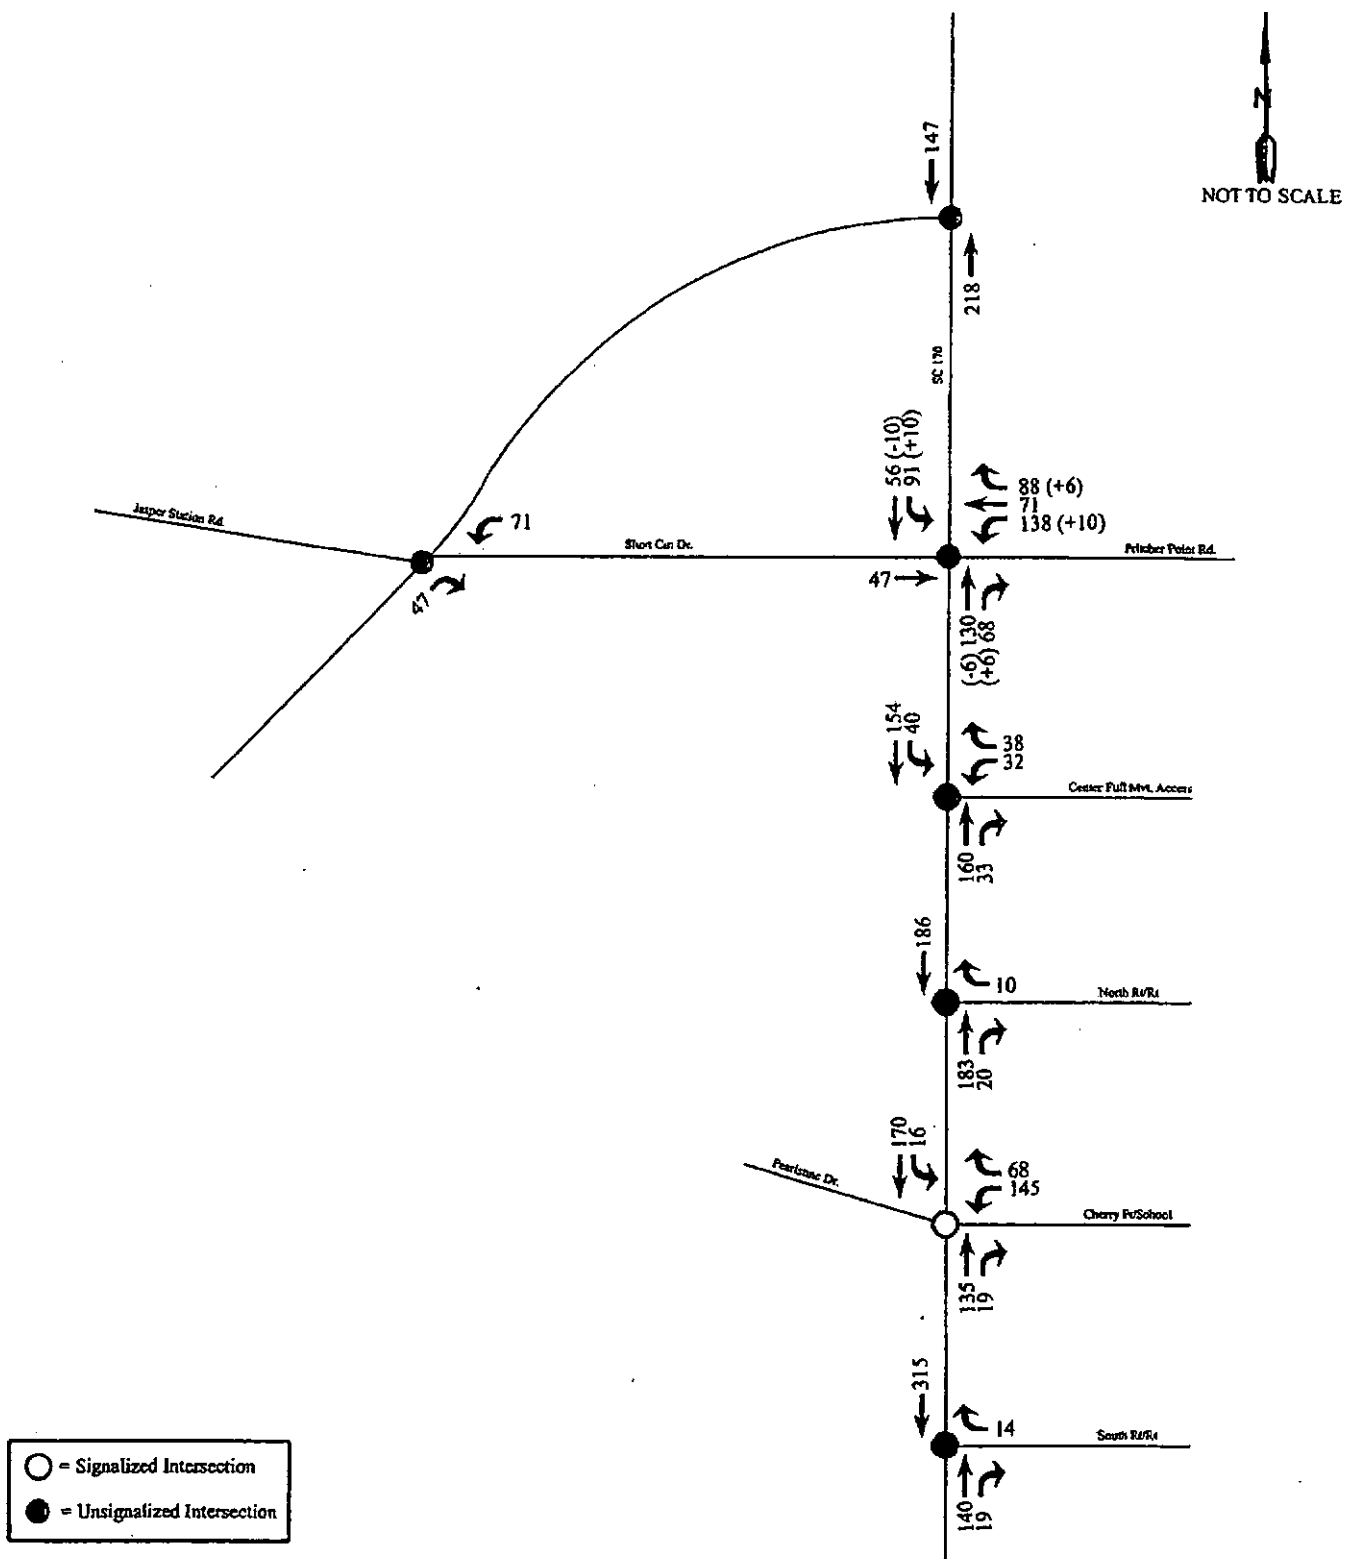 147
N
NOT TO SCALE
218
SC 170
56 (-10)
91 (+10)
88 (+6)
71
138 (+10)
Jasper Station Rd.
71
Short Cut Dr.
Pritcher Point Rd.
47
47
(-6) 130
(+6) 68
154
40
38
32
Center Full Mvt. Access
160
33
186
10
North Rt/Rt
183
20
170
16
Pearlstine Dr.
68
145
Cherry Pt/School
135
19
315
14
South Rt/Rt
140
19
= Signalized Intersection
= Unsignalized Intersection